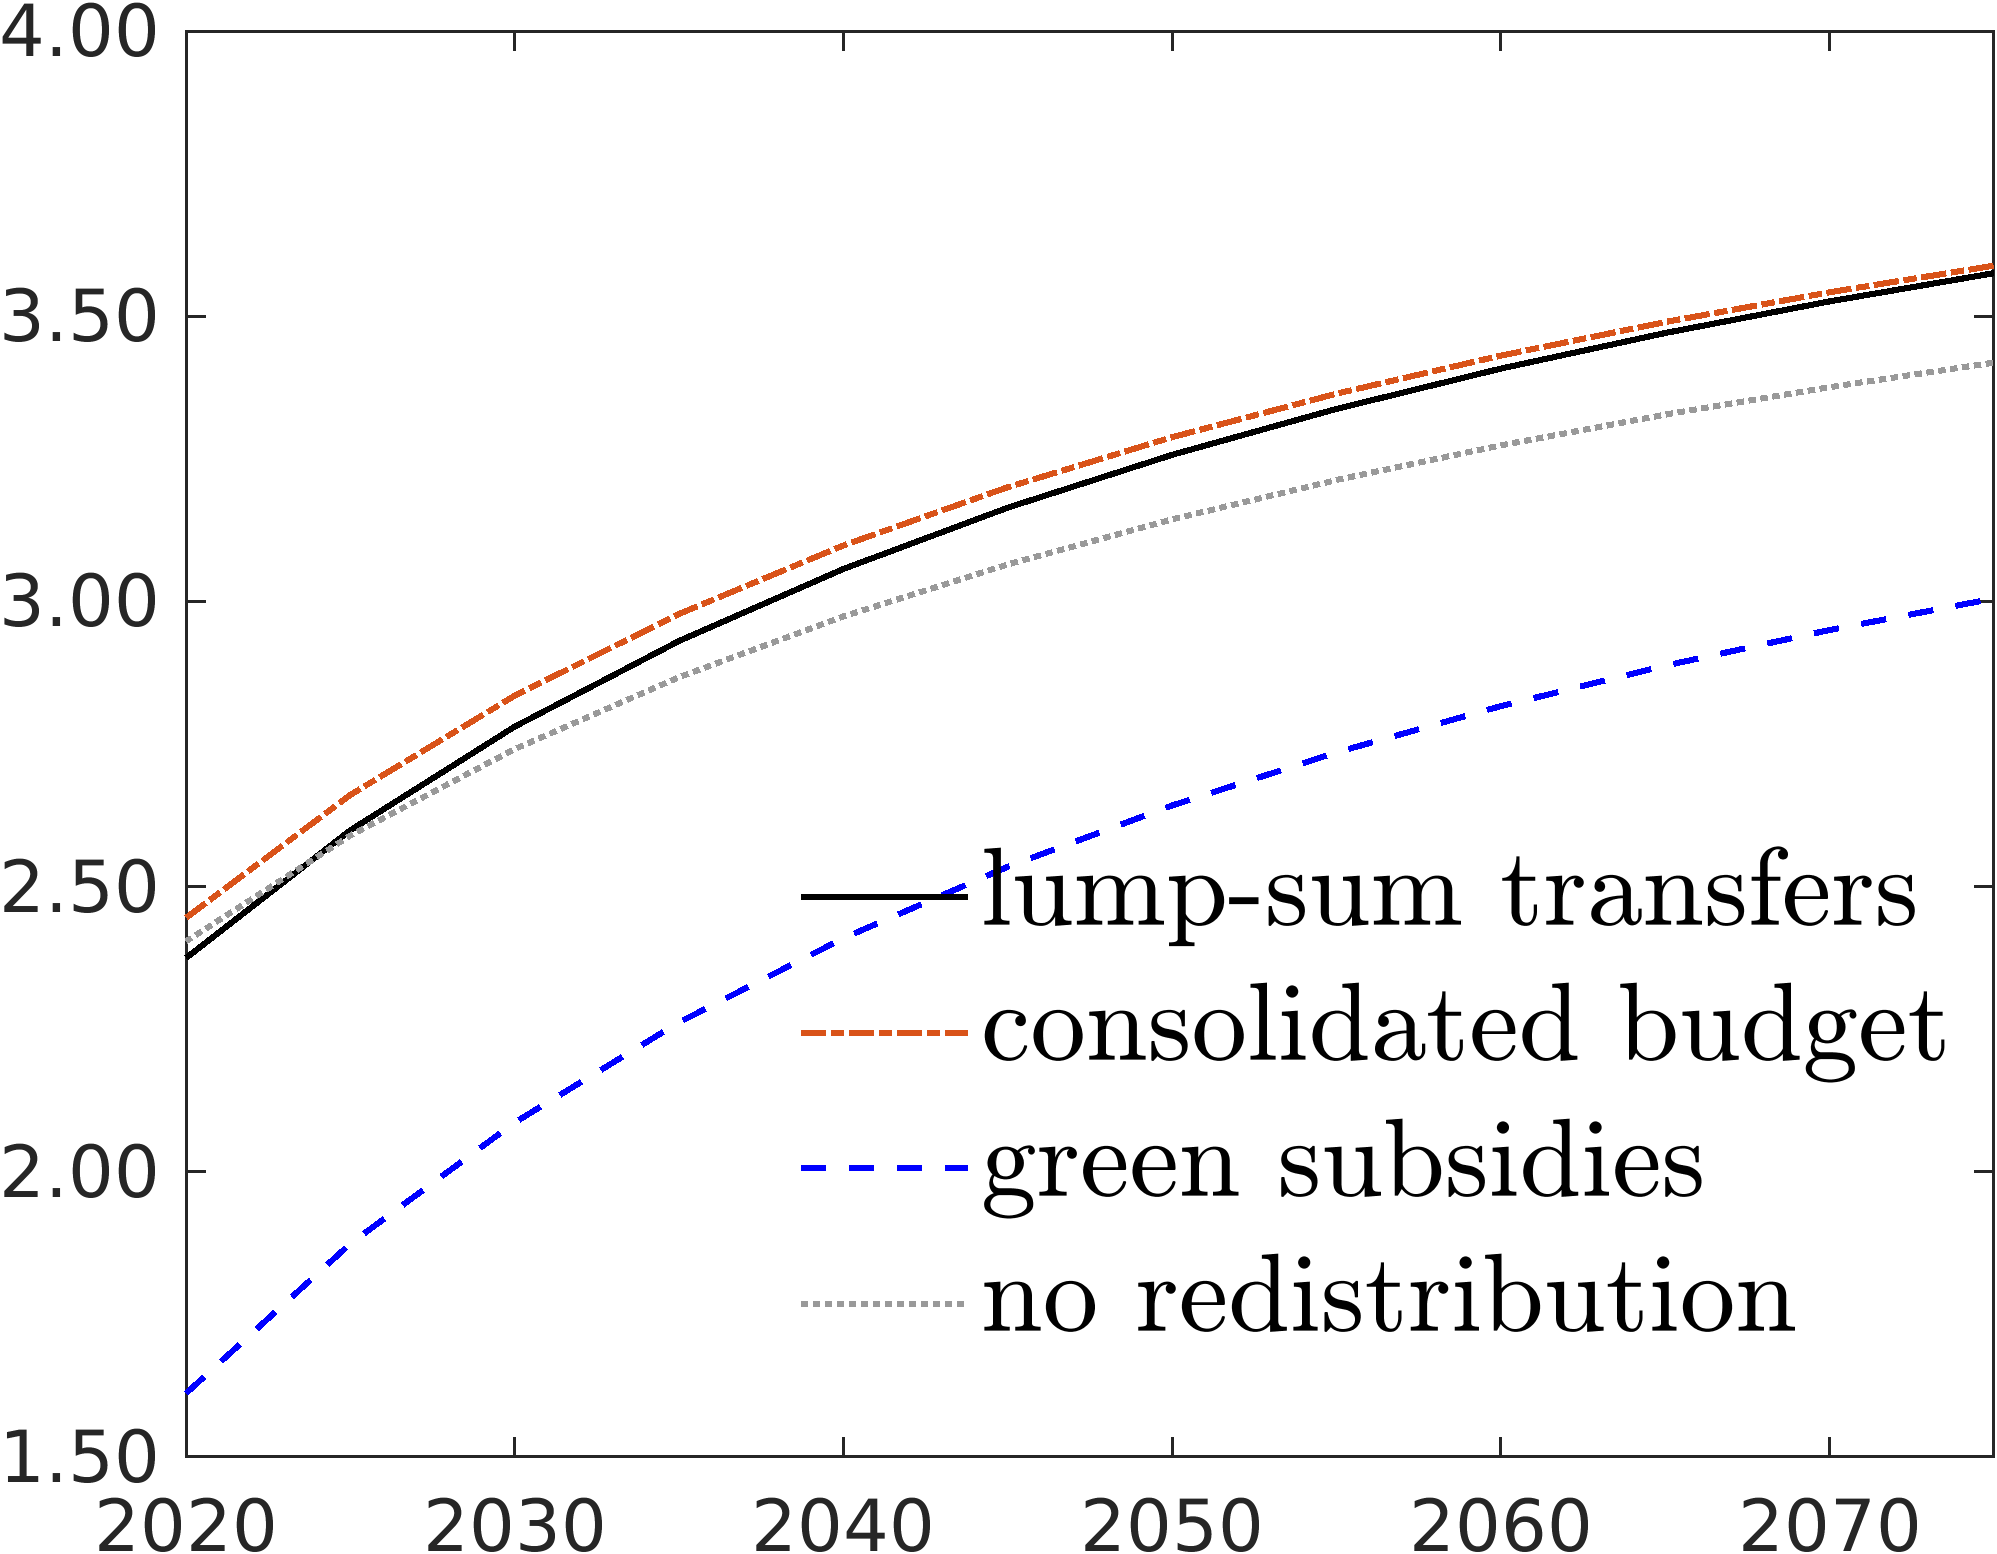 4.00
3.50
3.00
2.50
2.00
1.50
2020 2030 2040 2050 2060 2070
lump-sum transfers
consolidated budget
green subsidies
no redistribution